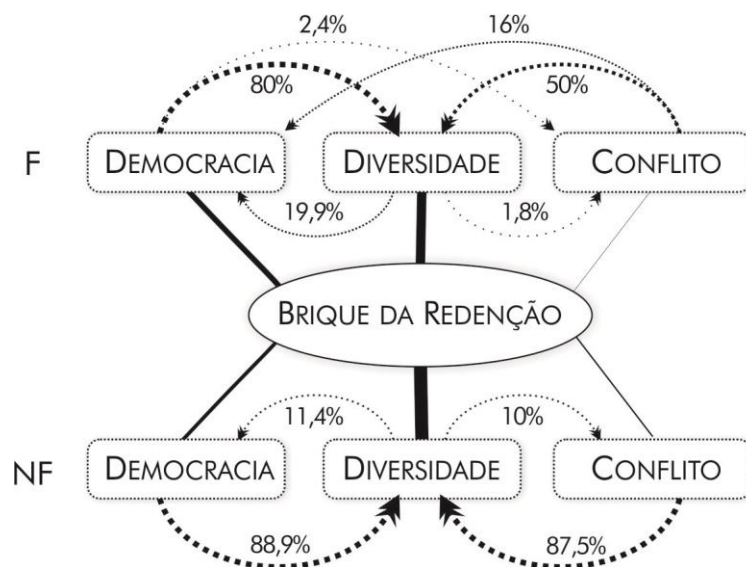 2,4%
16%
80%
50%
F
DEMOCRACIA
DIVERSIDADE
CONFLITO
19,9%
1,8%
BRIQUE DA REDENÇÃO
11,4%
10%
NF
DEMOCRACIA
DIVERSIDADE
CONFLITO
88,9%
87,5%